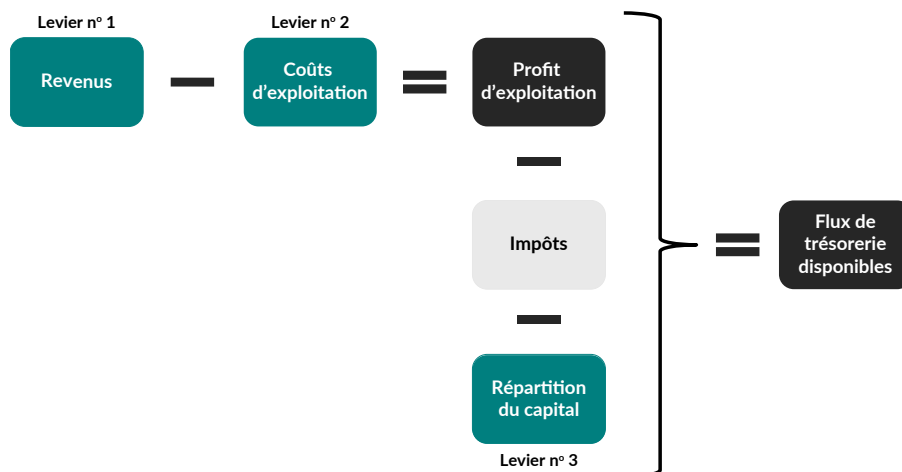 Levier nº 1
Levier nº 2
Revenus
Coûts
d’exploitation
Profit
d’exploitation
Impôts
Flux de
trésorerie
disponibles
Répartition
du capital
Levier nº 3